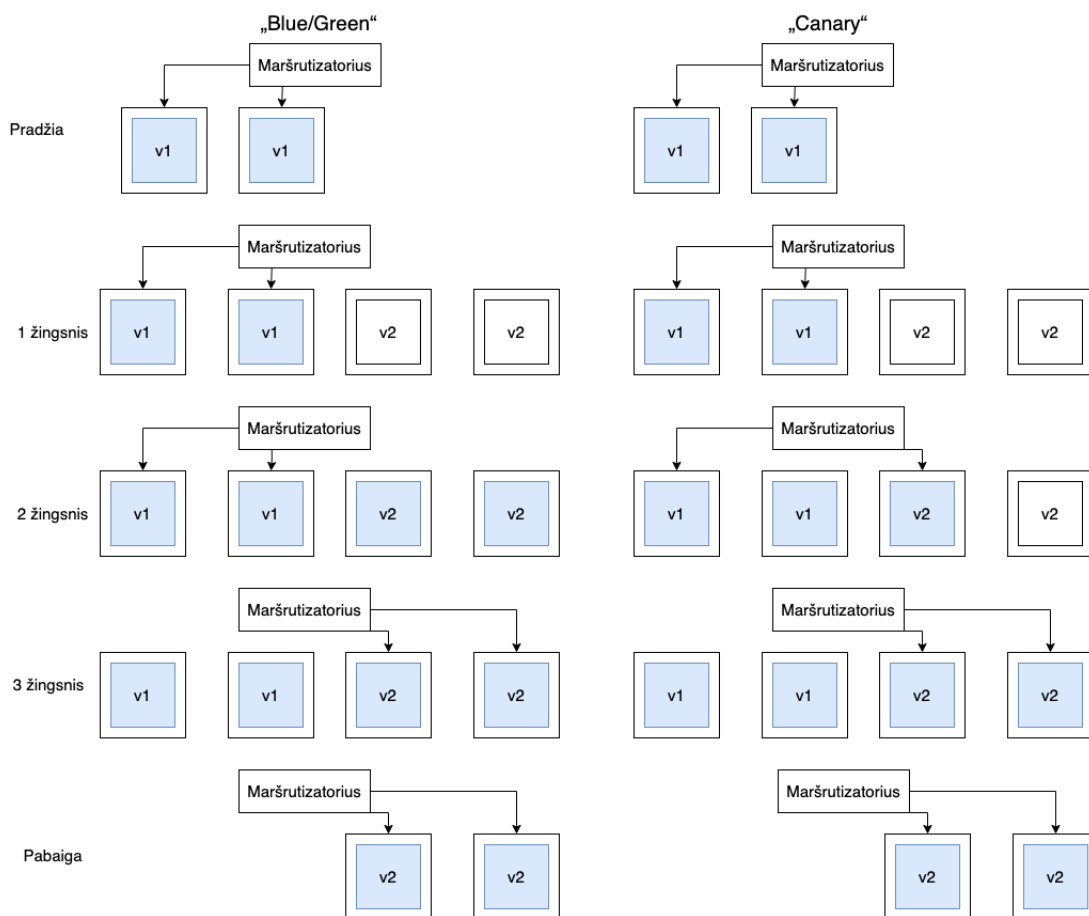 „Blue/Green“ „Canary“
Maršrutizatorius Maršrutizatorius
Pradžia v1 v1 v1 v1
Maršrutizatorius Maršrutizatorius
1 žingsnis v1 v1 v2 v2 v1 v1 v2 v2
Maršrutizatorius Maršrutizatorius
2 žingsnis v1 v1 v2 v2 v1 v1 v2 v2
Maršrutizatorius Maršrutizatorius
3 žingsnis v1 v1 v2 v2 v1 v1 v2 v2
Maršrutizatorius Maršrutizatorius
Pabaiga v2 v2 v2 v2